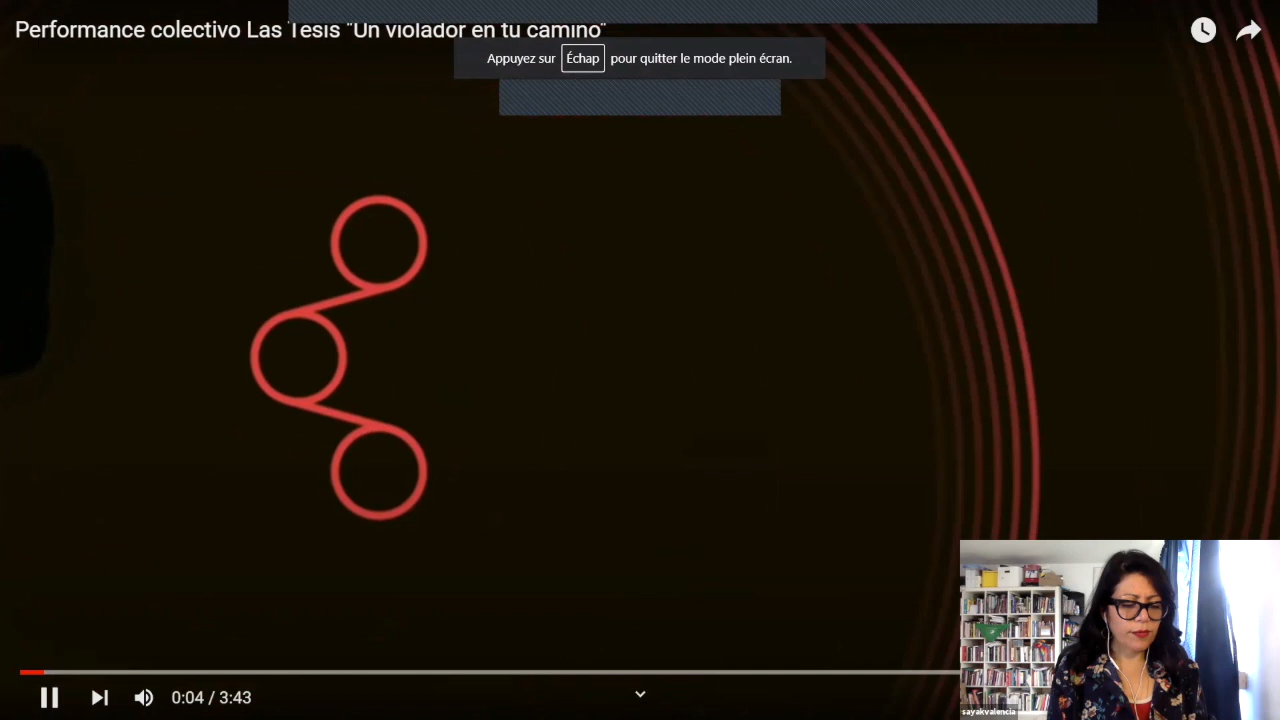 Performance colectivo Las Tesis "Un violador en tu camino"
Appuyez sur Échap pour quitter le mode plein écran.
0:04 / 3:43
sayakvalencia